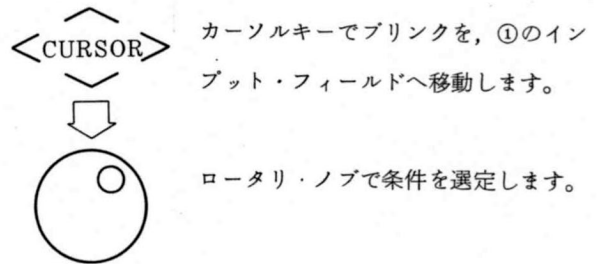 CURSOR
カーソルキーでブリンクを，①のイン
プット・フィールドへ移動します。
ロータリ・ノブで条件を選定します。